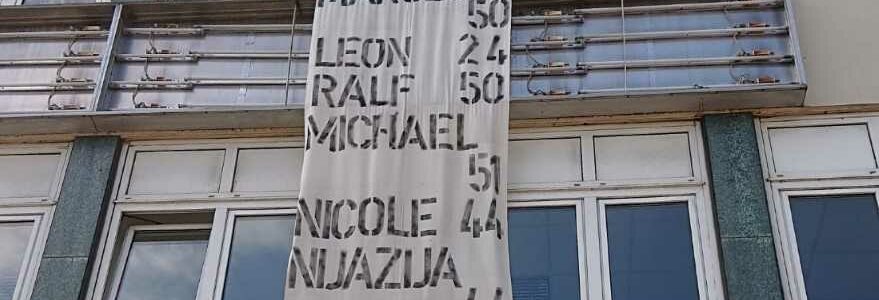 50
LEON 24
RALF 50
MICHAEL
51
NICOLE 44
NIJAZIJA